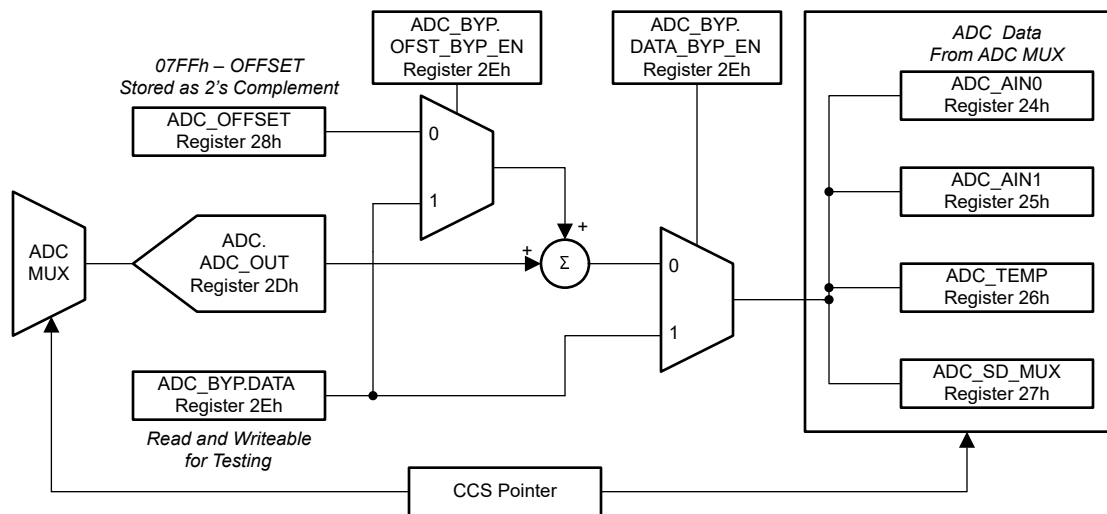 ADC_BYP.
OFST_BYP_EN
Register 2Eh
ADC_BYP.
DATA_BYP_EN
Register 2Eh
ADC Data
From ADC MUX
07FFh – OFFSET
Stored as 2's Complement
ADC_OFFSET
Register 28h
0
1
ADC_AIN0
Register 24h
ADC_AIN1
Register 25h
ADC
MUX
ADC.
ADC_OUT
Register 2Dh
+
+
Σ
0
1
ADC_TEMP
Register 26h
ADC_SD_MUX
Register 27h
ADC_BYP.DATA
Register 2Eh
Read and Writeable
for Testing
CCS Pointer